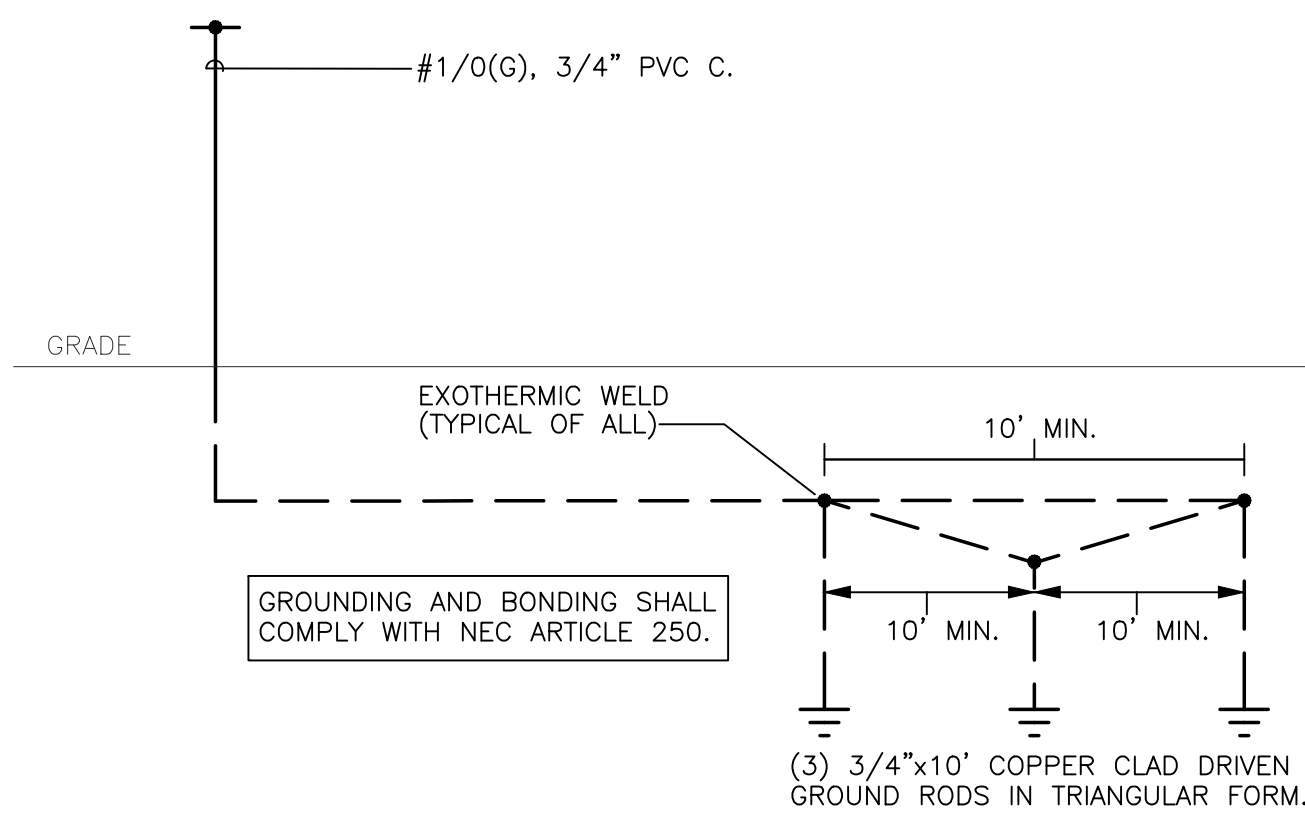 #1/0(G), 3/4" PVC C.
GRADE
EXOTHERMIC WELD
(TYPICAL OF ALL)
10' MIN.
GROUNDING AND BONDING SHALL
COMPLY WITH NEC ARTICLE 250.
10' MIN.
10' MIN.
(3) 3/4"x10' COPPER CLAD DRIVEN
GROUND RODS IN TRIANGULAR FORM.